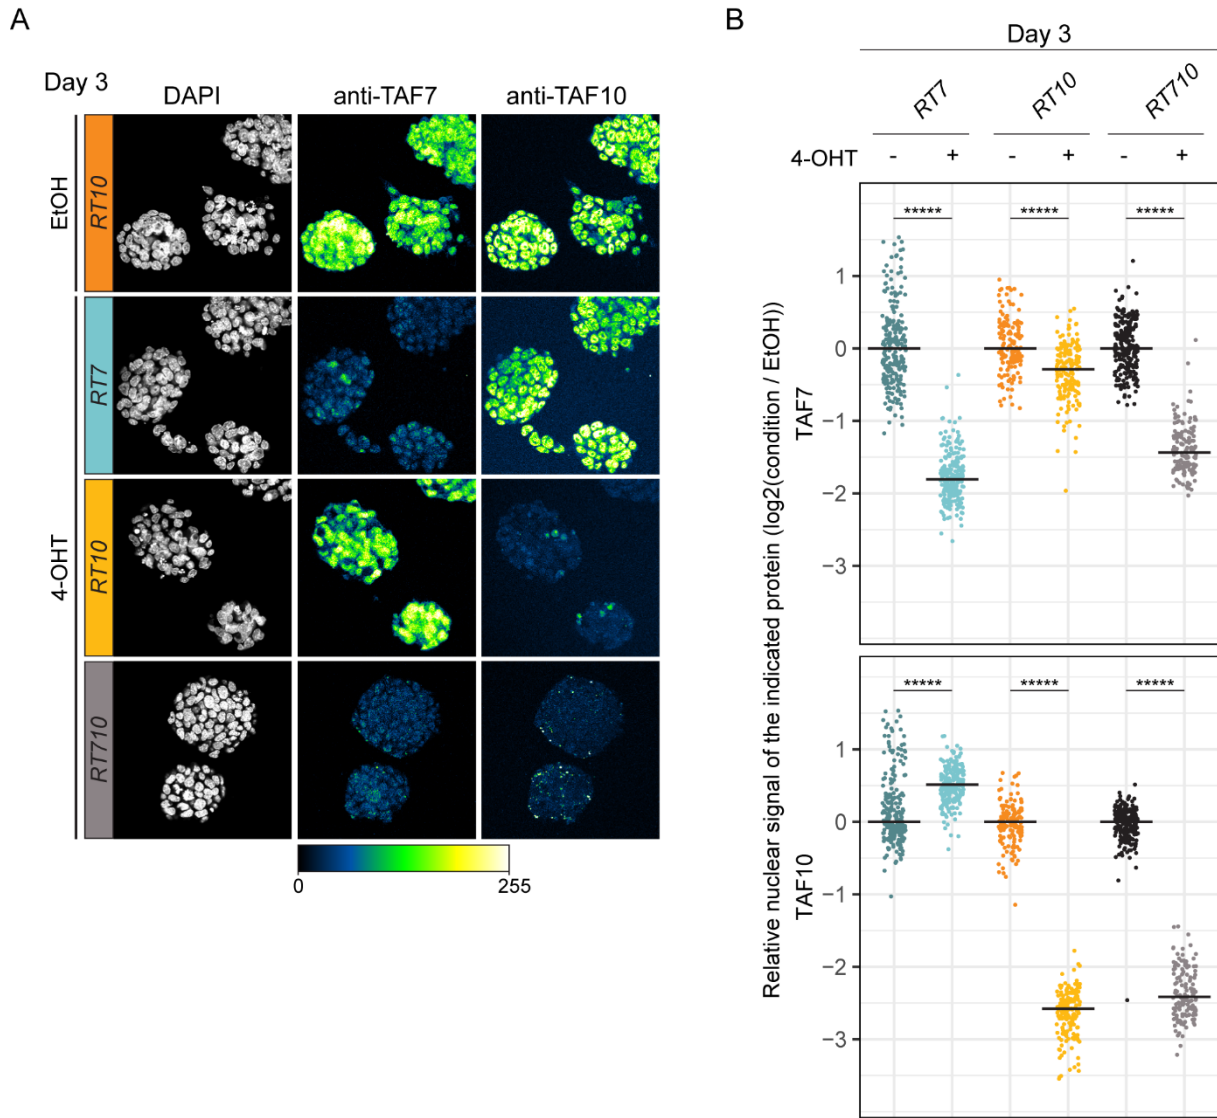 A
Day 3
DAPI
anti-TAF7
anti-TAF10
EtOH
RT10
4-OHT
RT7
RT10
RT710
0
255
B
Day 3
RT7
RT10
RT710
4-OHT
- + - + - +
Relative nuclear signal of the indicated protein (log2(condition / EtOH))
TAF7
***** ***** *****
1
0
−1
−2
−3
TAF10
***** ***** *****
1
0
−1
−2
−3